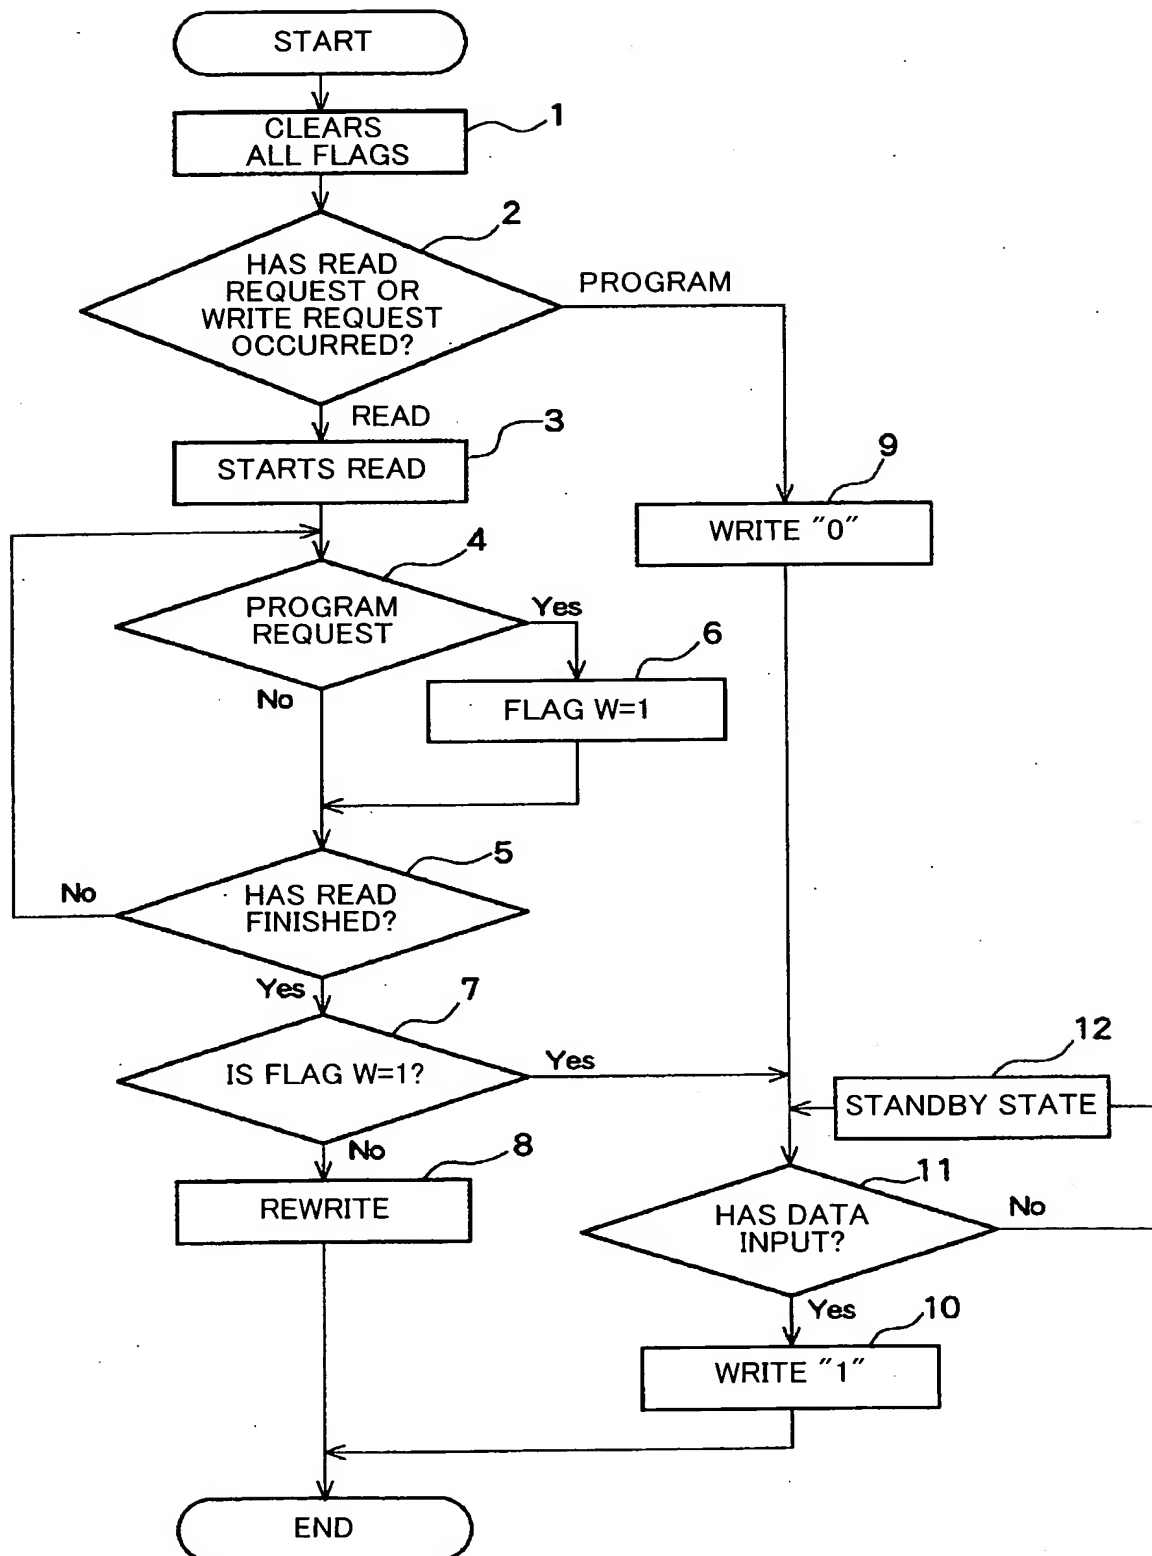 START
1
CLEARS
ALL FLAGS
2
HAS READ
REQUEST OR
WRITE REQUEST
OCCURRED?
PROGRAM
READ
3
STARTS READ
9
WRITE "0"
4
PROGRAM
REQUEST
Yes
6
No
FLAG W=1
5
HAS READ
FINISHED?
No
Yes
7
IS FLAG W=1?
Yes
12
STANDBY STATE
No
8
REWRITE
11
HAS DATA
INPUT?
No
Yes
10
WRITE "1"
END